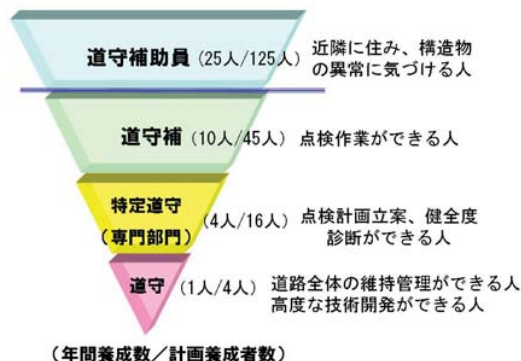 道守補助員 (25人/125人) 近隣に住み、構造物
の異常に気づける人
道守補 (10人/45人) 点検作業ができる人
特定道守
(専門部門)
(4人/16人) 点検計画立案、健全度
診断ができる人
道守 (1人/4人) 道路全体の維持管理ができる人
高度な技術開発ができる人
(年間養成数/計画養成者数)